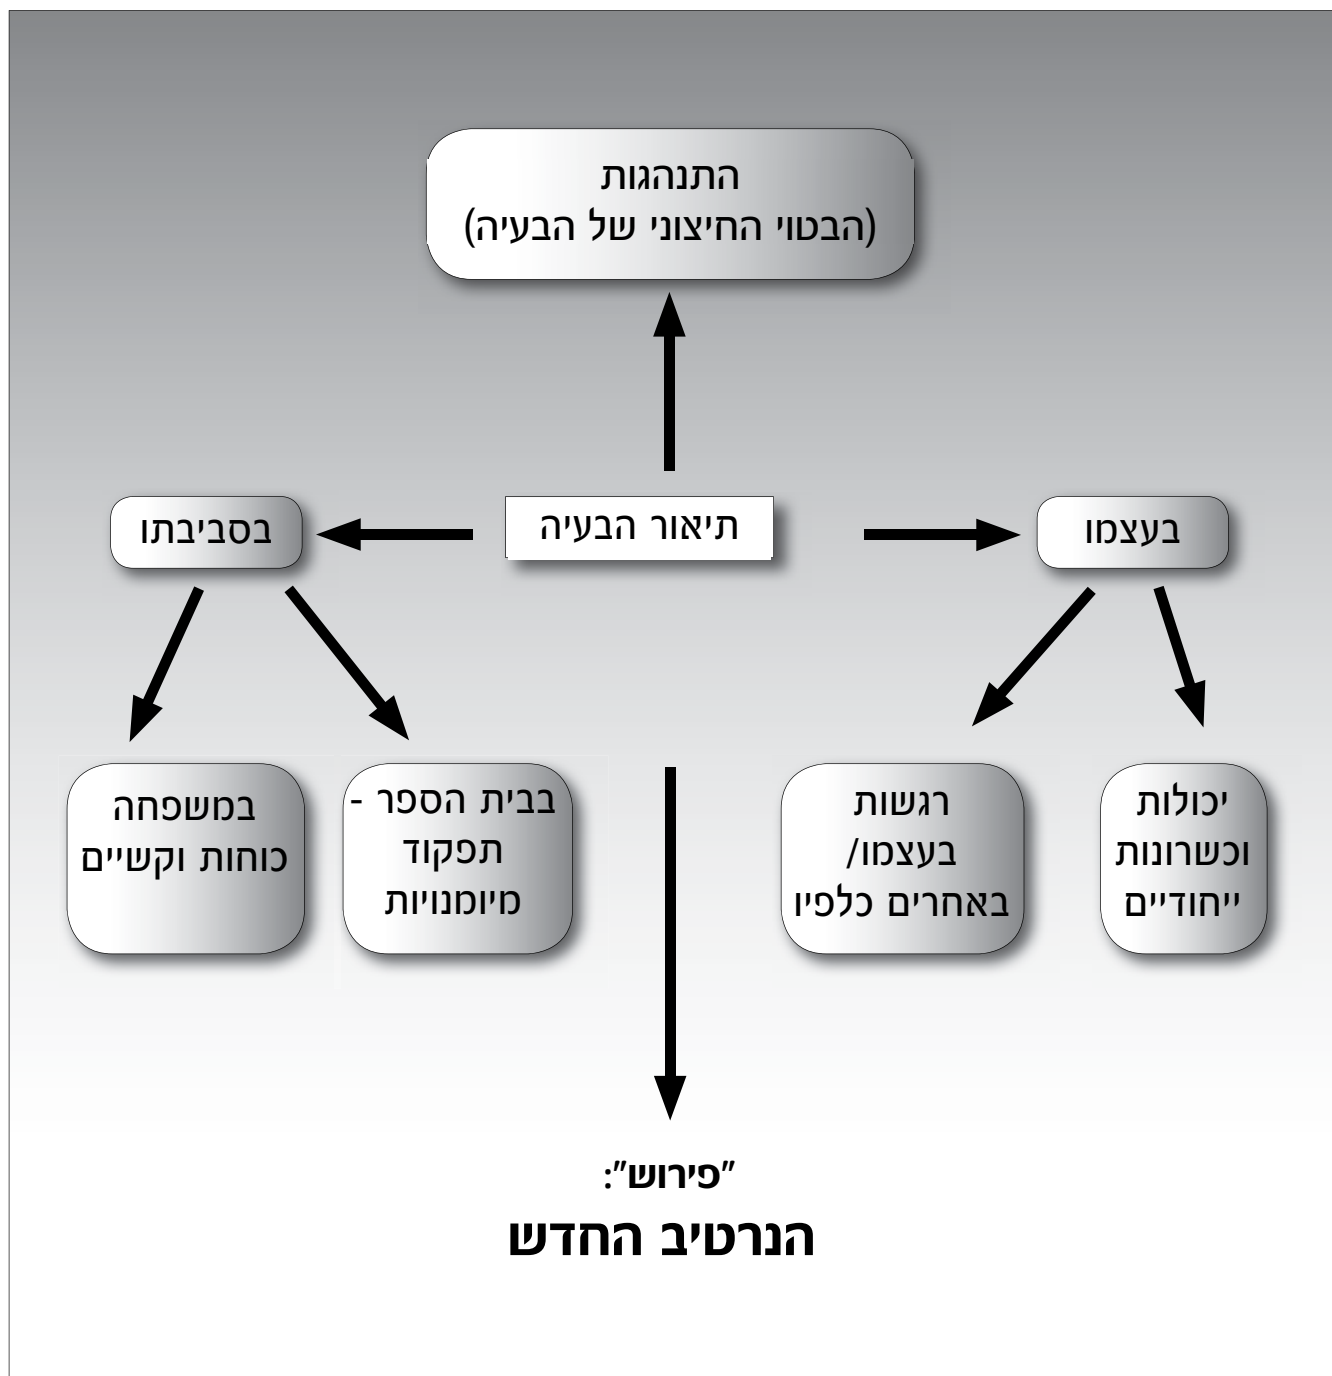 התנהגות
(הבטוי החיצוני של הבעיה)
בעצמו
תיאור הבעיה
בסביבתו
יכולות
וכשרונות
ייחודיים
רגשות
בעצמו/
באחרים כלפיו
בבית הספר -
תפקוד
מיומנויות
במשפחה
כוחות וקשיים
"פירוש":
הנרטיב החדש